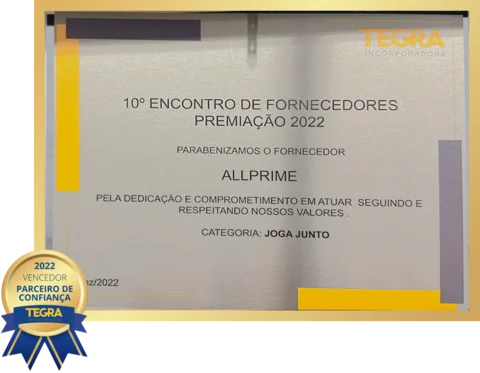 TEGRA
INCORPORADORA
10º ENCONTRO DE FORNECEDORES
PREMIAÇÃO 2022
PARABENIZAMOS O FORNECEDOR
ALLPRIME
PELA DEDICAÇÃO E COMPROMETIMENTO EM ATUAR SEGUINDO E
RESPEITANDO NOSSOS VALORES .
CATEGORIA: JOGA JUNTO
/2022
2022
VENCEDOR
PARCEIRO DE
CONFIANÇA
TEGRA